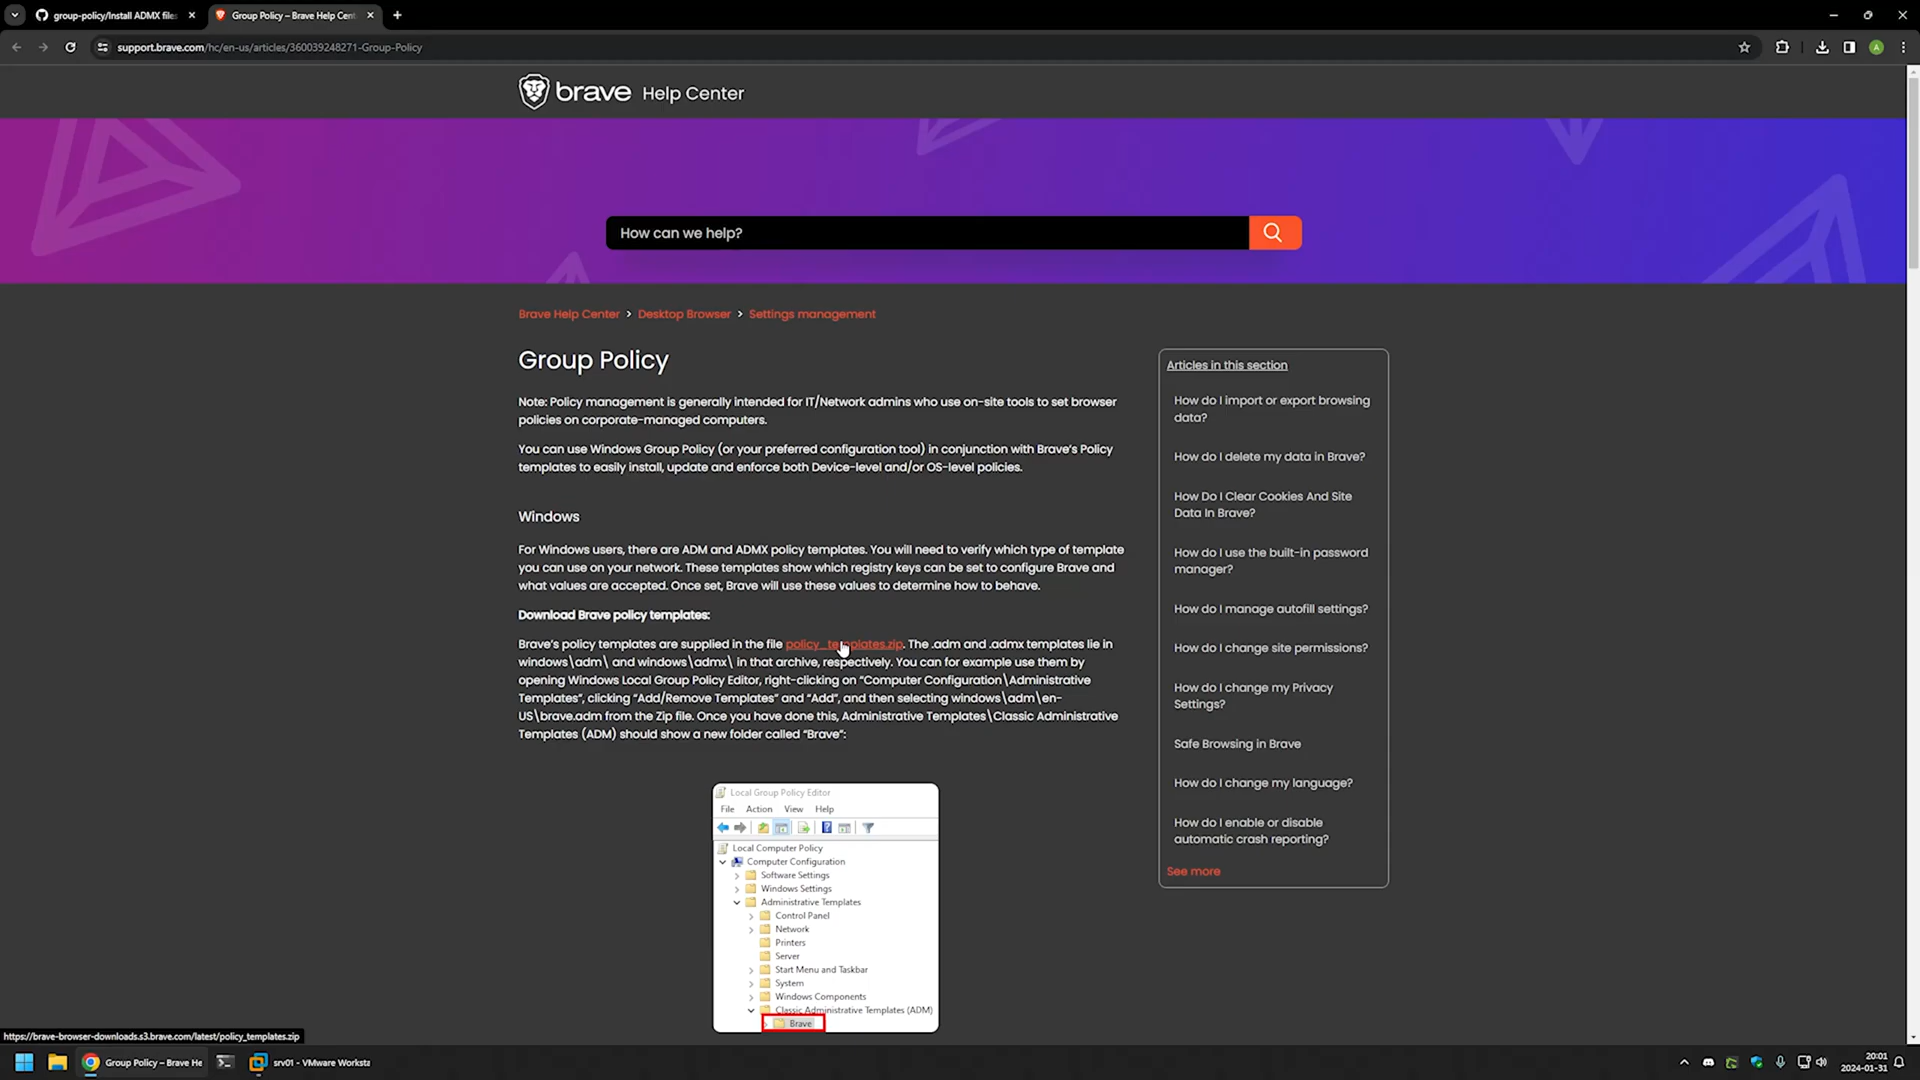 group-policy/Install ADMX files
Group Policy – Brave Help Cent
support.brave.com/hc/en-us/articles/360039248271-Group-Policy
A
brave Help Center
How can we help?
Brave Help Center > Desktop Browser > Settings management
Group Policy
Note: Policy management is generally intended for IT/Network admins who use on-site tools to set browser
policies on corporate-managed computers.
You can use Windows Group Policy (or your preferred configuration tool) in conjunction with Brave's Policy
templates to easily install, update and enforce both Device-level and/or OS-level policies.
Windows
For Windows users, there are ADM and ADMX policy templates. You will need to verify which type of template
you can use on your network. These templates show which registry keys can be set to configure Brave and
what values are accepted. Once set, Brave will use these values to determine how to behave.
Download Brave policy templates:
Brave's policy templates are supplied in the file policy_templates.zip. The .adm and .admx templates lie in
windows\adm\ and windows\admx\ in that archive, respectively. You can for example use them by
opening Windows Local Group Policy Editor, right-clicking on “Computer Configuration\Administrative
Templates”, clicking “Add/Remove Templates” and “Add”, and then selecting windows\adm\en-
US\brave.adm from the Zip file. Once you have done this, Administrative Templates\Classic Administrative
Templates (ADM) should show a new folder called “Brave”:
Local Group Policy Editor
File Action View Help
Local Computer Policy
Computer Configuration
Software Settings
Windows Settings
Administrative Templates
Control Panel
Network
Printers
Server
Start Menu and Taskbar
System
Windows Components
Classic Administrative Templates (ADM)
Brave
Articles in this section
How do I import or export browsing
data?
How do I delete my data in Brave?
How Do I Clear Cookies And Site
Data In Brave?
How do I use the built-in password
manager?
How do I manage autofill settings?
How do I change site permissions?
How do I change my Privacy
Settings?
Safe Browsing in Brave
How do I change my language?
How do I enable or disable
automatic crash reporting?
See more
https://brave-browser-downloads.s3.brave.com/latest/policy_templates.zip
Group Policy – Brave He
srv01 - VMware Worksta
20:01
2024-01-31